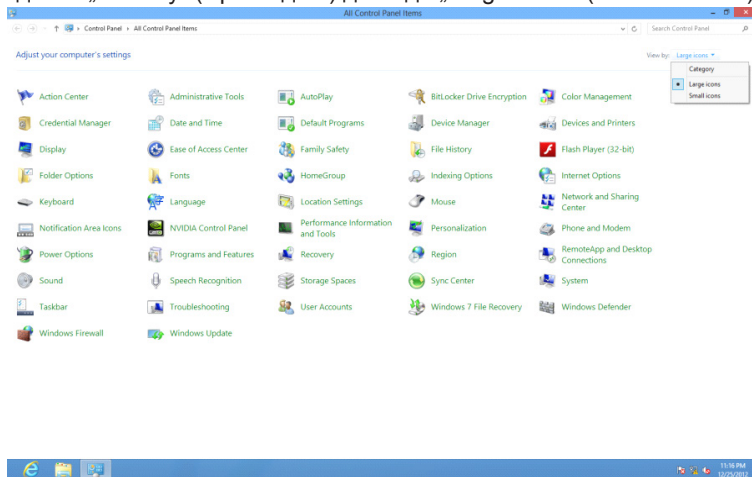 All Control Panel Items
Control Panel ▸ All Control Panel Items
Search Control Panel
Adjust your computer's settings
View by: Large icons
Category
Large icons
Small icons
Action Center
Administrative Tools
AutoPlay
BitLocker Drive Encryption
Color Management
Credential Manager
Date and Time
Default Programs
Device Manager
Devices and Printers
Display
Ease of Access Center
Family Safety
File History
Flash Player (32-bit)
Folder Options
Fonts
HomeGroup
Indexing Options
Internet Options
Keyboard
Language
Location Settings
Mouse
Network and Sharing
Center
Notification Area Icons
NVIDIA Control Panel
Performance Information
and Tools
Personalization
Phone and Modem
Power Options
Programs and Features
Recovery
Region
RemoteApp and Desktop
Connections
Sound
Speech Recognition
Storage Spaces
Sync Center
System
Taskbar
Troubleshooting
User Accounts
Windows 7 File Recovery
Windows Defender
Windows Firewall
Windows Update
11:16 PM
12/25/2012